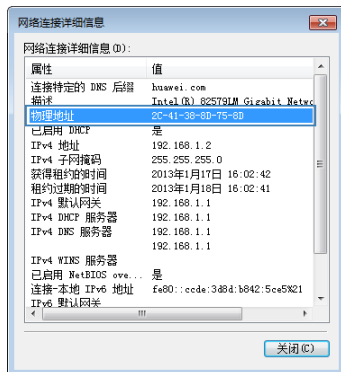 网络连接详细信息
网络连接详细信息(D):
属性 值
连接特定的 DNS 后缀 huawei.com
描述 Intel(R) 82579LM Gigabit Netwo
物理地址 2C-41-38-8D-75-8D
已启用 DHCP 是
IPv4 地址 192.168.1.2
IPv4 子网掩码 255.255.255.0
获得租约的时间 2013年1月17日 16:02:42
租约过期的时间 2013年1月18日 16:02:41
IPv4 默认网关 192.168.1.1
IPv4 DHCP 服务器 192.168.1.1
IPv4 DNS 服务器 192.168.1.1
192.168.1.1
IPv4 WINS 服务器
已启用 NetBIOS ove... 是
连接-本地 IPv6 地址 fe80::ccde:3d8d:b842:5ce5%21
IPv6 默认网关
关闭(C)